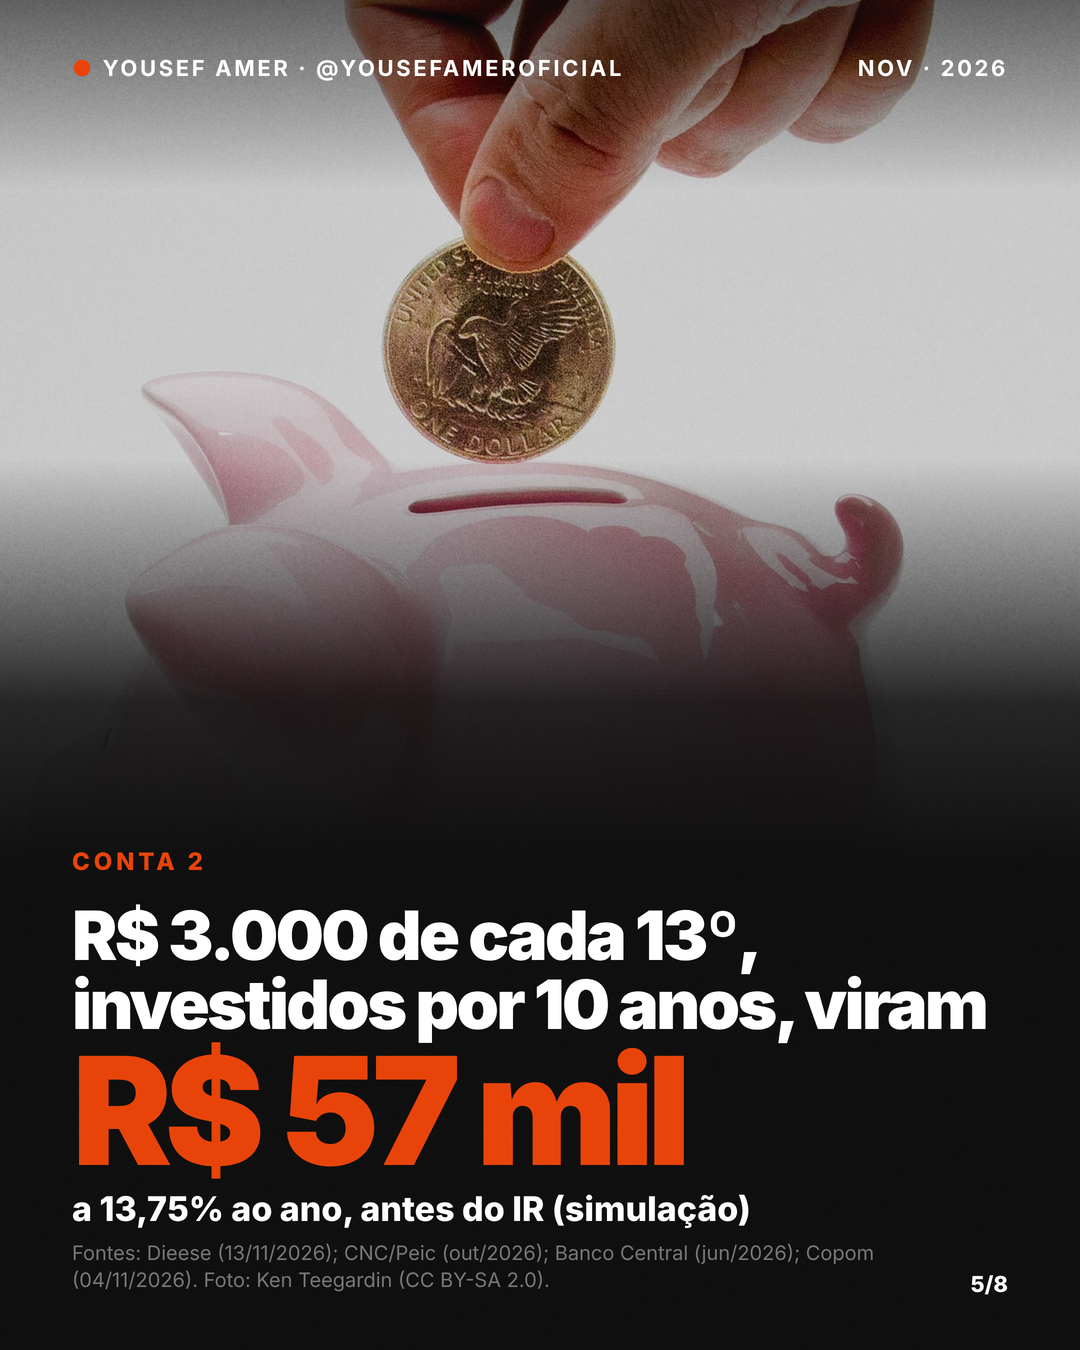 YOUSEF AMER · @YOUSEFAMEROFICIAL
NOV · 2026
UNITED ST
AMERICA
E PLURIBUS
UNUM
ONE DOLLAR
CONTA 2
R$ 3.000 de cada 13º,
investidos por 10 anos, viram
R$ 57 mil
a 13,75% ao ano, antes do IR (simulação)
Fontes: Dieese (13/11/2026); CNC/Peic (out/2026); Banco Central (jun/2026); Copom
(04/11/2026). Foto: Ken Teegardin (CC BY-SA 2.0).
5/8